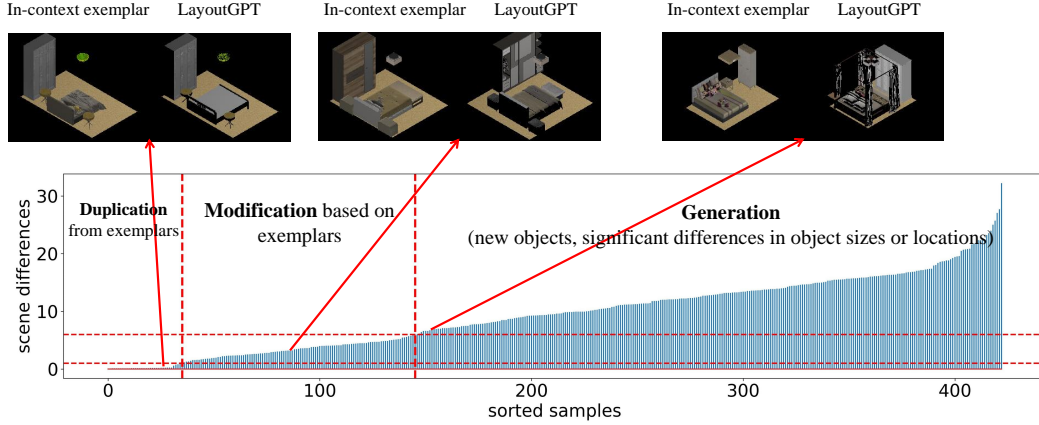 In-context exemplar LayoutGPT In-context exemplar LayoutGPT In-context exemplar LayoutGPT
Duplication
from exemplars
Modification based on
exemplars
Generation
(new objects, significant differences in object sizes or locations)
scene differences
30
20
10
0
0 100 200 300 400
sorted samples